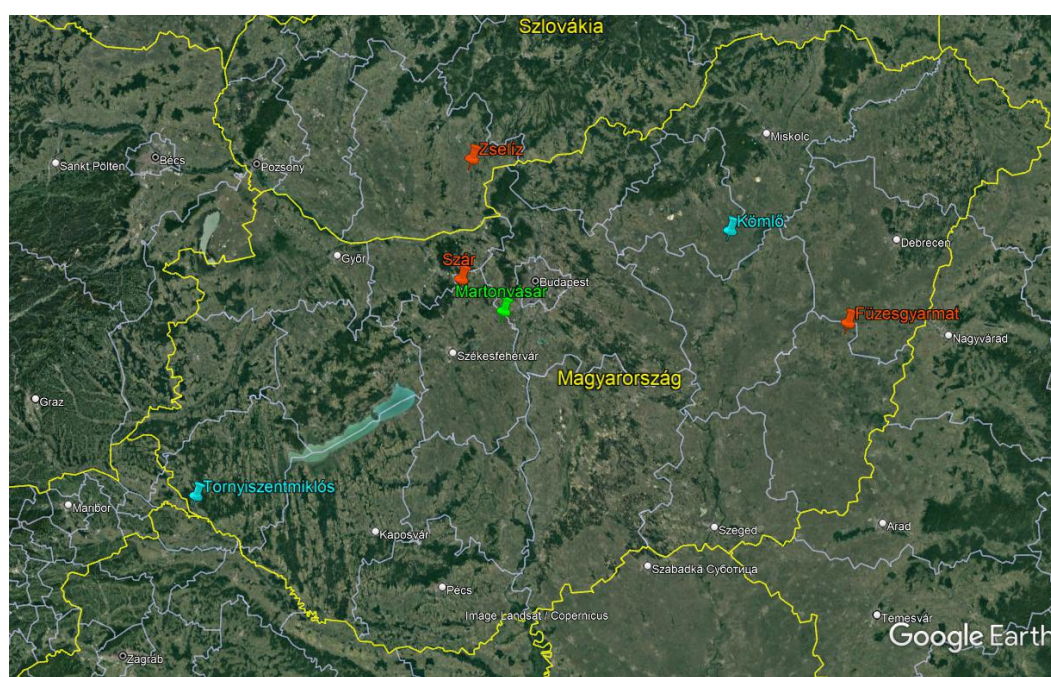 Szlovákia
Miskolc
Zselíz
Bécs
Sankt Pölten
Pozsony
Kömlő
Debrecen
Győr
Szár
Budapest
Martonvásár
Füzesgyarmat
Nagyvárad
Székesfehérvár
Magyarország
Graz
Tornyiszentmiklós
Maribor
Kaposvár
Szeged
Arad
Szabadka Суботица
Pécs
Image Landsat / Copernicus
Temesvár
Google Earth
Zágráb